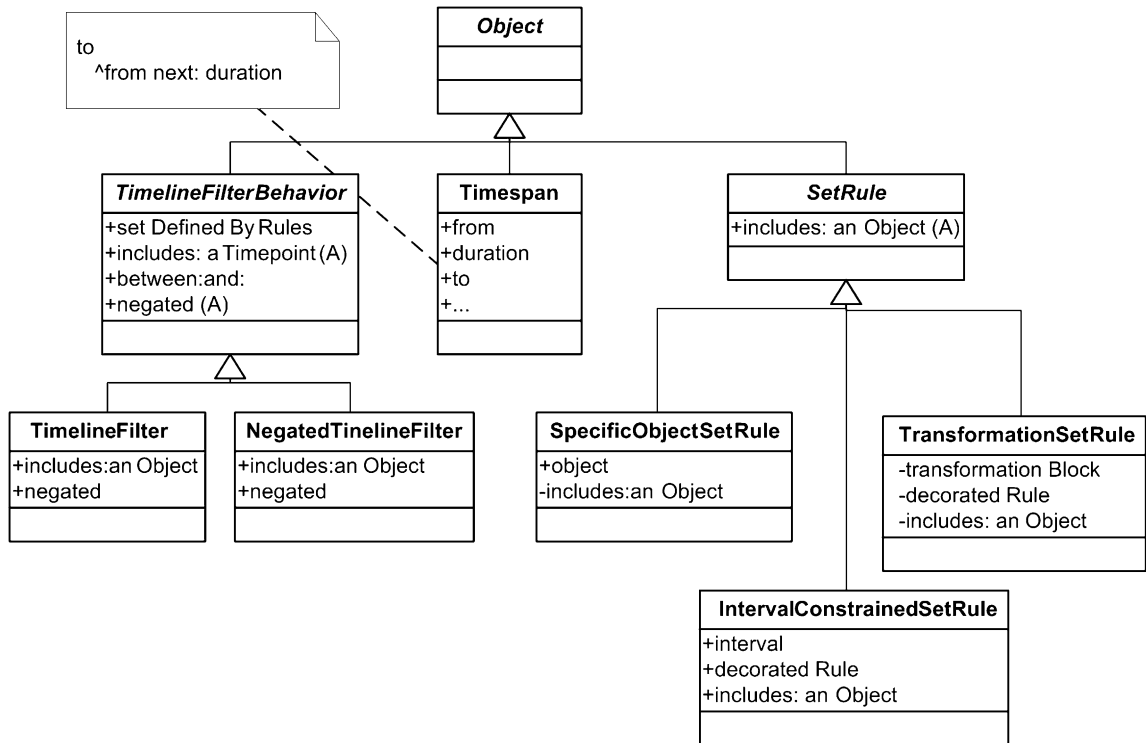 to
^from next: duration
Object
TimelineFilterBehavior
+set Defined By Rules
+includes: a Timepoint (A)
+between:and:
+negated (A)
Timespan
+from
+duration
+to
+...
SetRule
+includes: an Object (A)
TimelineFilter
+includes:an Object
+negated
NegatedTinelineFilter
+includes:an Object
+negated
SpecificObjectSetRule
+object
-includes:an Object
TransformationSetRule
-transformation Block
-decorated Rule
-includes: an Object
IntervalConstrainedSetRule
+interval
+decorated Rule
+includes: an Object